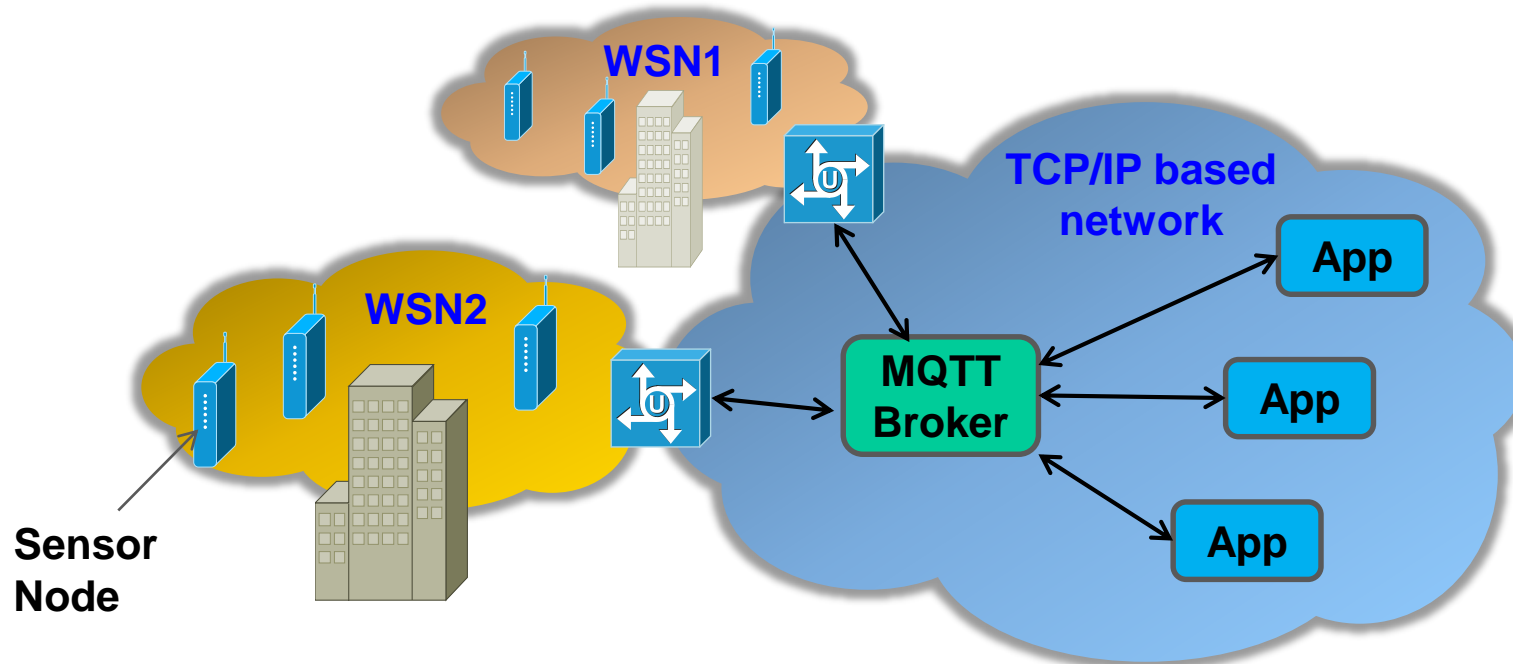 WSN1
TCP/IP based
network
App
WSN2
MQTT
Broker
App
App
Sensor
Node
U
U